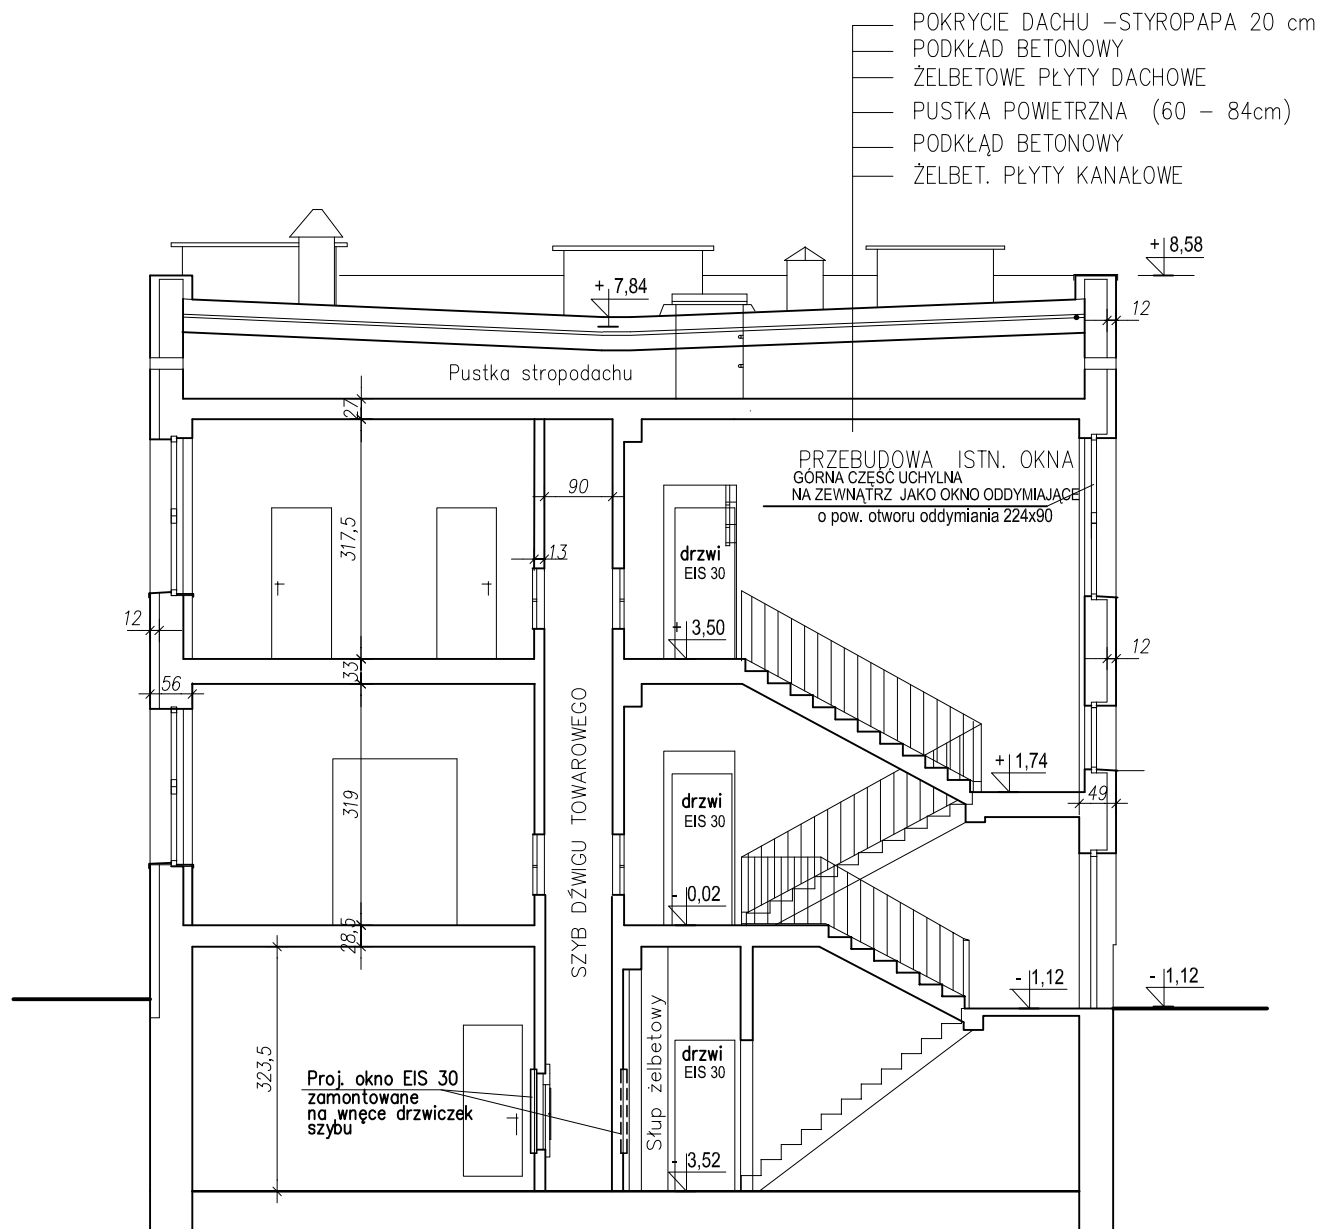 POKRYCIE DACHU -STYROPAPA 20 cm
PODKŁAD BETONOWY
ŻELBETOWE PŁYTY DACHOWE
PUSTKA POWIETRZNA (60 - 84cm)
PODKŁĄD BETONOWY
ŻELBET. PŁYTY KANAŁOWE
+ 8,58
+ 7,84
12
Pustka stropodachu
27
PRZEBUDOWA ISTN. OKNA
GÓRNA CZĘŚĆ UCHYLNA
NA ZEWNĄTRZ JAKO OKNO ODDYMIAJĄCE
o pow. otworu oddymiania 224x90
90
317,5
13
drzwi
EIS 30
12
+ 3,50
12
33
56
SZYB DŹWIGU TOWAROWEGO
+ 1,74
319
49
drzwi
EIS 30
- 0,02
28,5
- 1,12
- 1,12
323,5
Słup żelbetowy
drzwi
EIS 30
Proj. okno EIS 30
zamontowane
na wnęce drzwiczek
szybu
- 3,52